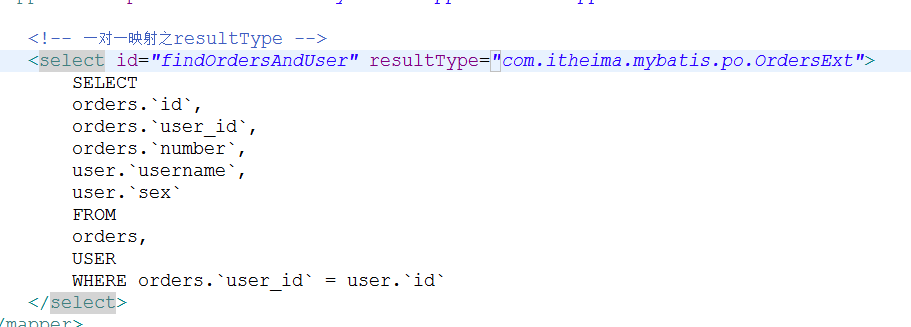 <!-- 一对一映射之resultType -->
<select id="findOrdersAndUser" resultType="com.itheima.mybatis.po.OrdersExt">
SELECT
orders.`id`,
orders.`user_id`,
orders.`number`,
user.`username`,
user.`sex`
FROM
orders,
USER
WHERE orders.`user_id` = user.`id`
</select>
/mapper>